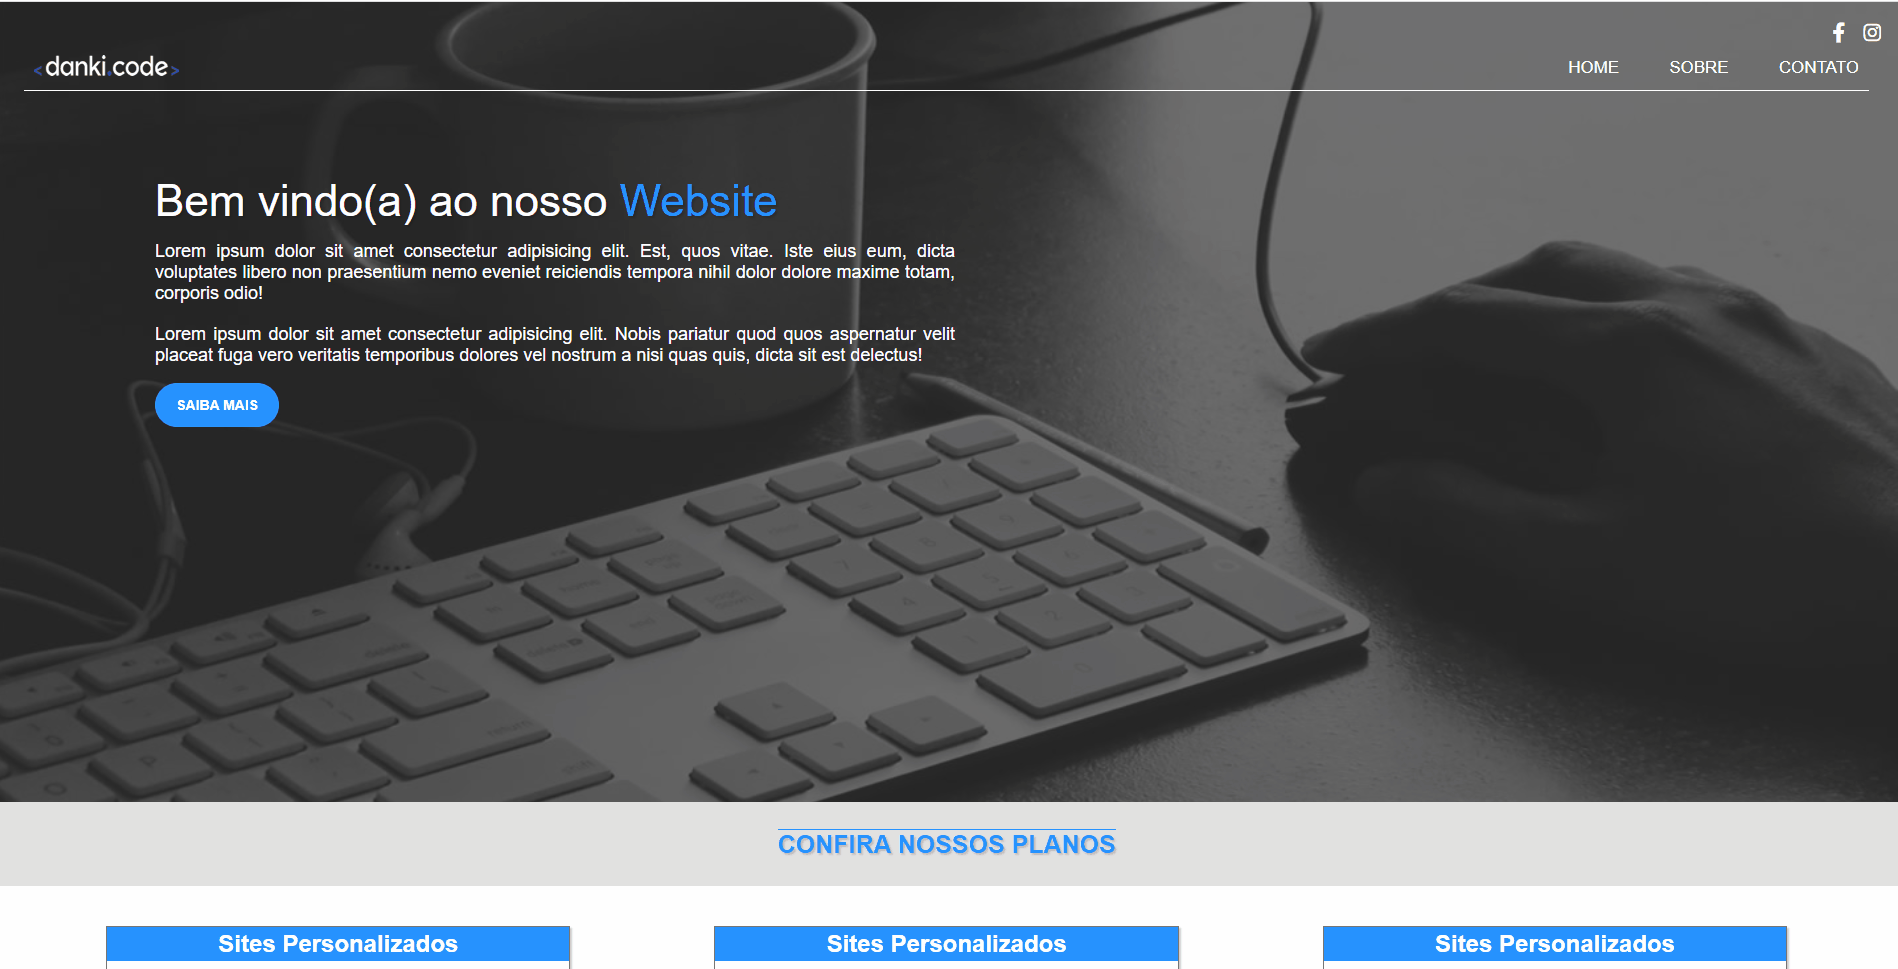 <danki.code>
HOME SOBRE CONTATO
Bem vindo(a) ao nosso Website
Lorem ipsum dolor sit amet consectetur adipisicing elit. Est, quos vitae. Iste eius eum, dicta
voluptates libero non praesentium nemo eveniet reiciendis tempora nihil dolor dolore maxime totam,
corporis odio!
Lorem ipsum dolor sit amet consectetur adipisicing elit. Nobis pariatur quod quos aspernatur velit
placeat fuga vero veritatis temporibus dolores vel nostrum a nisi quas quis, dicta sit est delectus!
SAIBA MAIS
CONFIRA NOSSOS PLANOS
Sites Personalizados
Sites Personalizados
Sites Personalizados